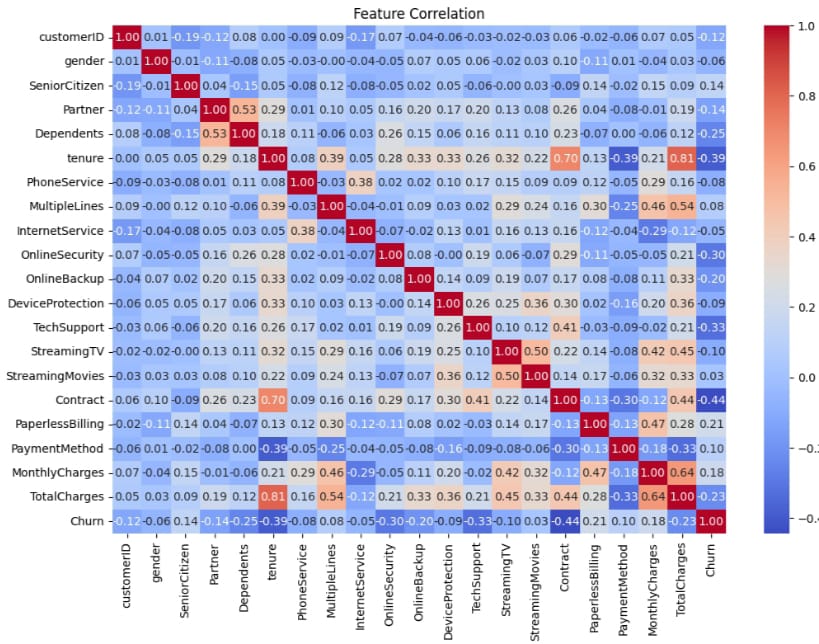 Feature Correlation
customerID 1.00 0.01 -0.19 -0.12 0.08 0.00 -0.09 0.09 -0.17 0.07 -0.04 -0.06 -0.03 -0.02 -0.03 0.06 -0.02 -0.06 0.07 0.05 -0.12
gender 0.01 1.00 -0.01 -0.11 -0.08 0.05 -0.03 -0.00 -0.04 -0.05 0.07 0.05 0.06 -0.02 0.03 0.10 -0.11 0.01 -0.04 0.03 -0.06
SeniorCitizen -0.19 -0.01 1.00 0.04 -0.15 0.05 -0.08 0.12 -0.08 -0.05 0.02 0.05 -0.06 -0.00 0.03 -0.09 0.14 -0.02 0.15 0.09 0.14
Partner -0.12 -0.11 0.04 1.00 0.53 0.29 0.01 0.10 0.05 0.16 0.20 0.17 0.20 0.13 0.08 0.26 0.04 -0.08 -0.01 0.19 -0.14
Dependents 0.08 -0.08 -0.15 0.53 1.00 0.18 0.11 -0.06 0.03 0.26 0.15 0.06 0.16 0.11 0.10 0.23 -0.07 0.00 -0.06 0.12 -0.25
tenure 0.00 0.05 0.05 0.29 0.18 1.00 0.08 0.39 0.05 0.28 0.33 0.33 0.26 0.32 0.22 0.70 0.13 -0.39 0.21 0.81 -0.39
PhoneService -0.09 -0.03 -0.08 0.01 0.11 0.08 1.00 -0.03 0.38 0.02 0.02 0.10 0.17 0.15 0.09 0.09 0.12 -0.05 0.29 0.16 -0.08
MultipleLines 0.09 -0.00 0.12 0.10 -0.06 0.39 -0.03 1.00 -0.04 -0.01 0.09 0.03 0.02 0.29 0.24 0.16 0.30 -0.25 0.46 0.54 0.08
InternetService -0.17 -0.04 -0.08 0.05 0.03 0.05 0.38 -0.04 1.00 -0.07 -0.02 0.13 0.01 0.16 0.13 0.16 -0.12 -0.04 -0.29 -0.12 -0.05
OnlineSecurity 0.07 -0.05 -0.05 0.16 0.26 0.28 0.02 -0.01 -0.07 1.00 0.08 -0.00 0.19 0.06 -0.07 0.29 -0.11 -0.05 -0.05 0.21 -0.30
OnlineBackup -0.04 0.07 0.02 0.20 0.15 0.33 0.02 0.09 -0.02 0.08 1.00 0.14 0.09 0.19 0.07 0.17 0.08 -0.08 0.11 0.33 -0.20
DeviceProtection -0.06 0.05 0.05 0.17 0.06 0.33 0.10 0.03 0.13 -0.00 0.14 1.00 0.26 0.25 0.36 0.30 0.02 -0.16 0.20 0.36 -0.09
TechSupport -0.03 0.06 -0.06 0.20 0.16 0.26 0.17 0.02 0.01 0.19 0.09 0.26 1.00 0.10 0.12 0.41 -0.03 -0.09 -0.02 0.21 -0.33
StreamingTV -0.02 -0.02 -0.00 0.13 0.11 0.32 0.15 0.29 0.16 0.06 0.19 0.25 0.10 1.00 0.50 0.22 0.14 -0.08 0.42 0.45 -0.10
StreamingMovies -0.03 0.03 0.03 0.08 0.10 0.22 0.09 0.24 0.13 -0.07 0.07 0.36 0.12 0.50 1.00 0.14 0.17 -0.06 0.32 0.33 0.03
Contract 0.06 0.10 -0.09 0.26 0.23 0.70 0.09 0.16 0.16 0.29 0.17 0.30 0.41 0.22 0.14 1.00 -0.13 -0.30 -0.12 0.44 -0.44
PaperlessBilling -0.02 -0.11 0.14 0.04 -0.07 0.13 0.12 0.30 -0.12 -0.11 0.08 0.02 -0.03 0.14 0.17 -0.13 1.00 -0.13 0.47 0.28 0.21
PaymentMethod -0.06 0.01 -0.02 -0.08 0.00 -0.39 -0.05 -0.25 -0.04 -0.05 -0.08 -0.16 -0.09 -0.08 -0.06 -0.30 -0.13 1.00 -0.18 -0.33 0.10
MonthlyCharges 0.07 -0.04 0.15 -0.01 -0.06 0.21 0.29 0.46 -0.29 -0.05 0.11 0.20 -0.02 0.42 0.32 -0.12 0.47 -0.18 1.00 0.64 0.18
TotalCharges 0.05 0.03 0.09 0.19 0.12 0.81 0.16 0.54 -0.12 0.21 0.33 0.36 0.21 0.45 0.33 0.44 0.28 -0.33 0.64 1.00 -0.23
Churn -0.12 -0.06 0.14 -0.14 -0.25 -0.39 -0.08 0.08 -0.05 -0.30 -0.20 -0.09 -0.33 -0.10 0.03 -0.44 0.21 0.10 0.18 -0.23 1.00
customerID gender SeniorCitizen Partner Dependents tenure PhoneService MultipleLines InternetService OnlineSecurity OnlineBackup DeviceProtection TechSupport StreamingTV StreamingMovies Contract PaperlessBilling PaymentMethod MonthlyCharges TotalCharges Churn
1.0
0.8
0.6
0.4
0.2
0.0